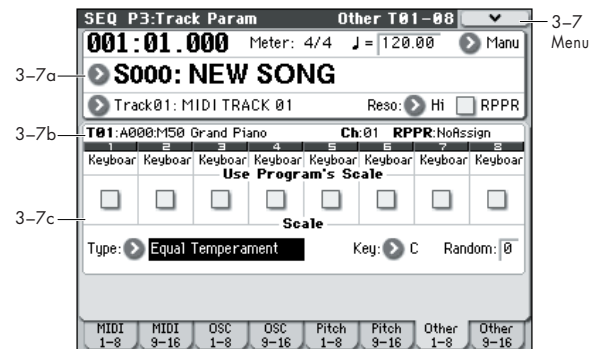 SEQ P3:Track Param Other T01-08
3-7 Menu
001:01.000 Meter: 4/4 ♩= 120.00 Manu
3-7a
S000: NEW SONG
Track01: MIDI TRACK 01 Reso: Hi RPPR
3-7b
T01:A000:M50 Grand Piano Ch:01 RPPR:NoAssign
1 2 3 4 5 6 7 8
Keyboar Keyboar Keyboar Keyboar Keyboar Keyboar Keyboar Keyboar
Use Program's Scale
3-7c
Scale
Type: Equal Temperament Key: C Random: 0
MIDI 1-8 MIDI 9-16 OSC 1-8 OSC 9-16 Pitch 1-8 Pitch 9-16 Other 1-8 Other 9-16